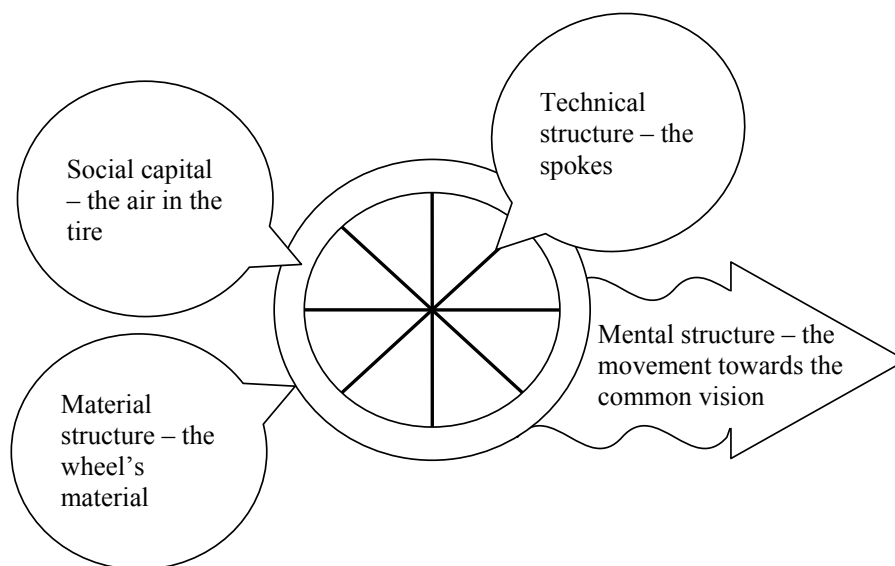 Technical
structure – the
spokes
Social capital
– the air in the
tire
Mental structure – the
movement towards the
common vision
Material
structure – the
wheel’s
material